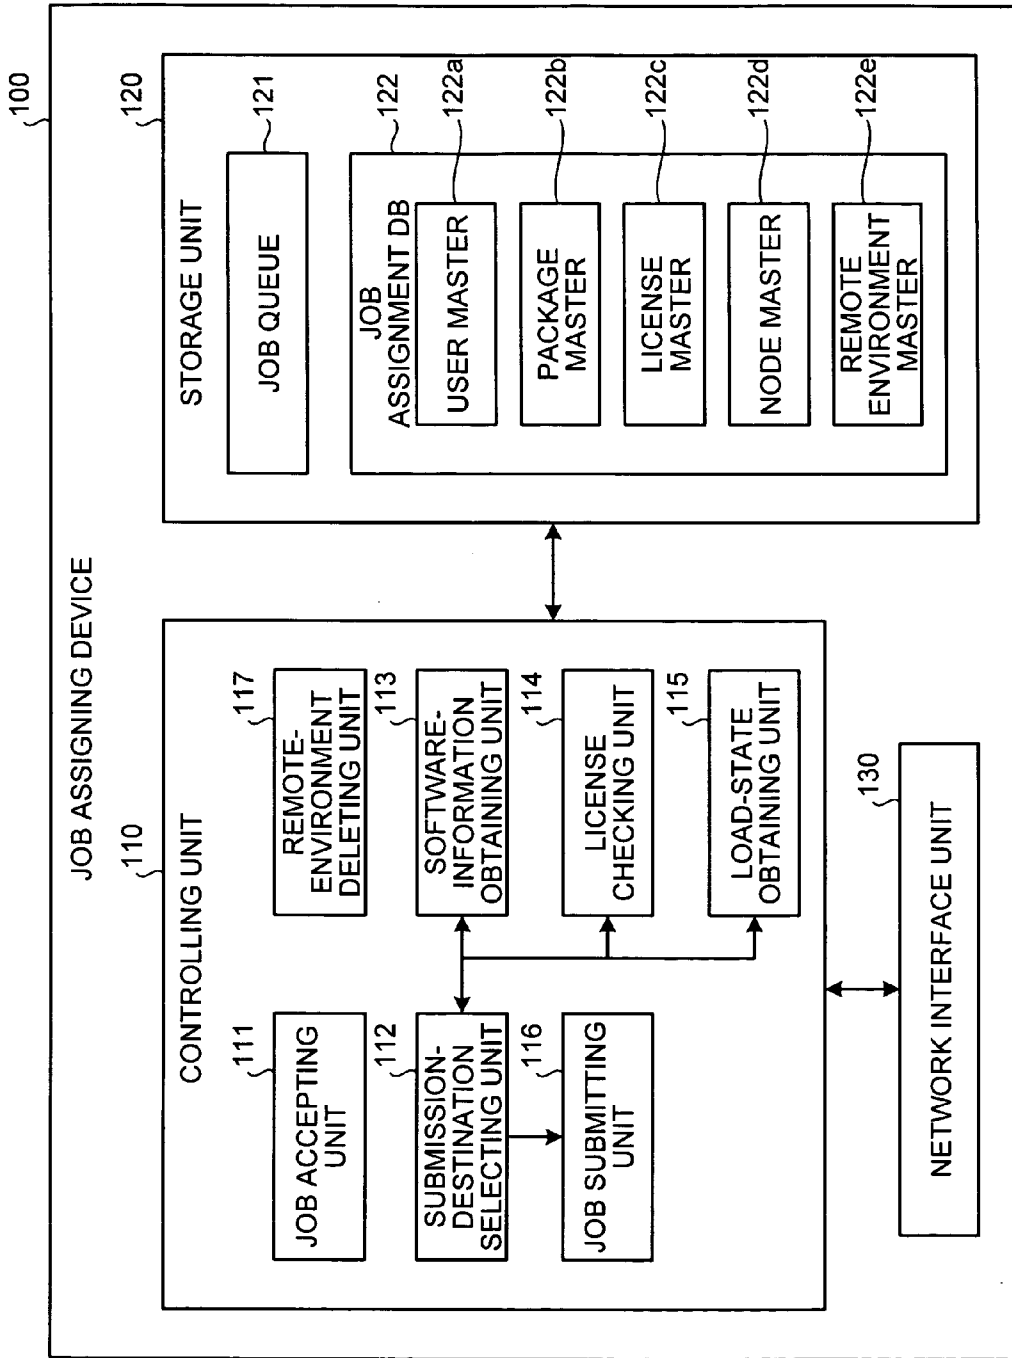 100
JOB ASSIGNING DEVICE
110
CONTROLLING UNIT
111
JOB ACCEPTING
UNIT
112
SUBMISSION-
DESTINATION
SELECTING UNIT
116
JOB SUBMITTING
UNIT
117
REMOTE-
ENVIRONMENT
DELETING UNIT
113
SOFTWARE-
INFORMATION
OBTAINING UNIT
114
LICENSE
CHECKING UNIT
115
LOAD-STATE
OBTAINING UNIT
120
STORAGE UNIT
121
JOB QUEUE
122
JOB
ASSIGNMENT DB
122a
USER MASTER
122b
PACKAGE
MASTER
122c
LICENSE
MASTER
122d
NODE MASTER
122e
REMOTE
ENVIRONMENT
MASTER
130
NETWORK INTERFACE UNIT